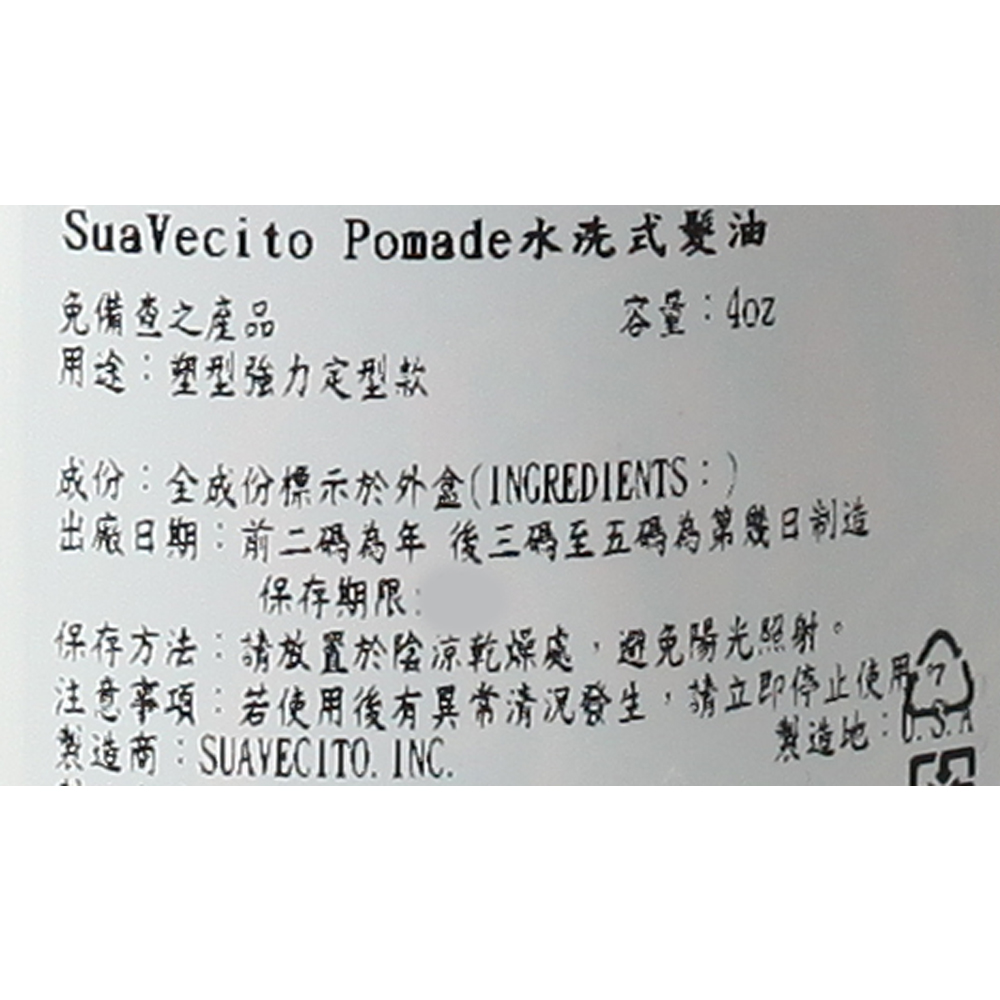 SuaVecito Pomade水洗式髮油
免備查之產品 容量：4oz
用途：塑型強力定型款
成份：全成份標示於外盒(INGREDIENTS：)
出廠日期：前二碼為年 後三碼至五碼為第幾日制造
保存期限：
保存方法：請放置於陰涼乾燥處，避免陽光照射。
注意事項：若使用後有異常清況發生，請立即停止使用
製造商：SUAVECITO. INC. 製造地：U.S.A